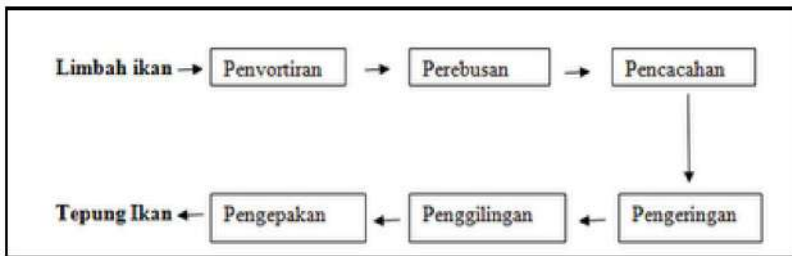 Limbah ikan → Penvortiran → Perebusan → Pencacahan
Tepung Ikan ← Pengepakan ← Penggilingan ← Pengeringan